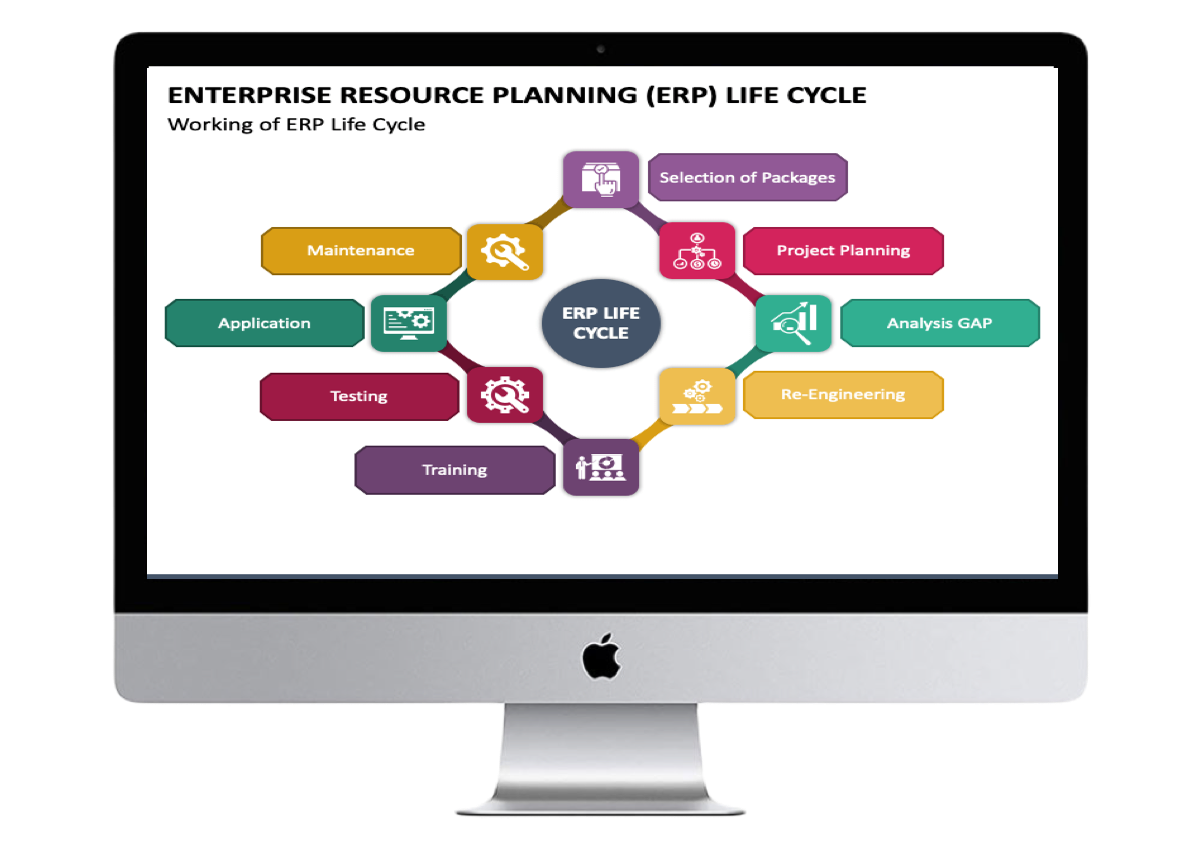 ENTERPRISE RESOURCE PLANNING (ERP) LIFE CYCLE
Working of ERP Life Cycle
Selection of Packages
Maintenance
Project Planning
Application
ERP LIFE
CYCLE
Analysis GAP
Testing
Re-Engineering
Training